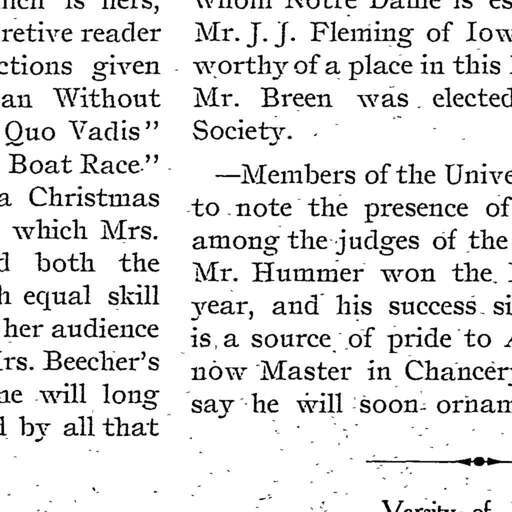 is hers,
retive reader
ctions given
an Without
Quo Vadis"
Boat Race."
a Christmas
which Mrs.
d both the
h equal skill
her audience
rs. Beecher's
ne will long
d by all that
whom Notre Dame is es
Mr. J. J. Fleming of Iow
worthy of a place in this
Mr. Breen was elected
Society.
—Members of the Unive
to note the presence of
among the judges of the
Mr. Hummer won the
year, and his success si
is a source of pride to
now Master in Chancery
say he will soon ornam
Varsity of